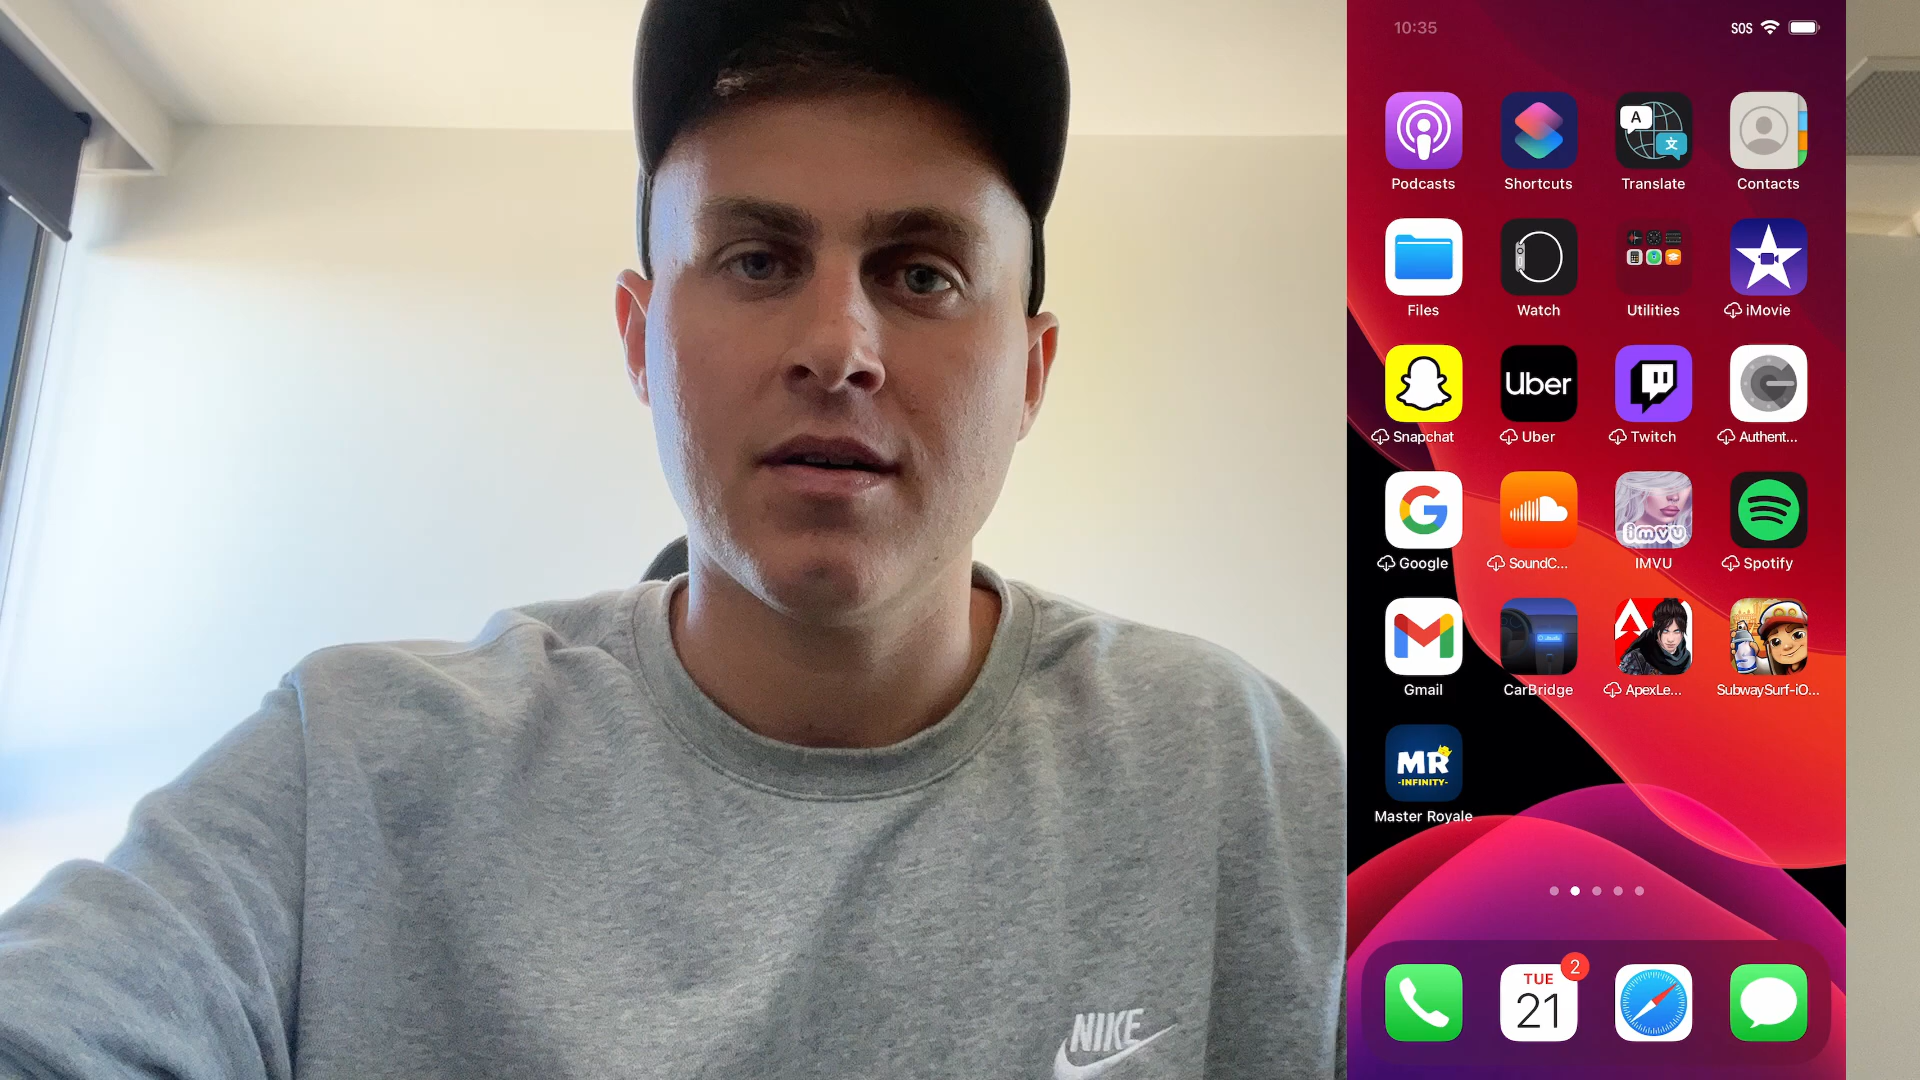 10:35 SOS
A 文
Podcasts Shortcuts Translate Contacts
Files Watch Utilities iMovie
Uber
Snapchat Uber Twitch Authent...
G imvu
Google SoundC... IMVU Spotify
Gmail CarBridge ApexLe... SubwaySurf-iO...
MR
-INFINITY-
Master Royale
2
TUE
21
NIKE